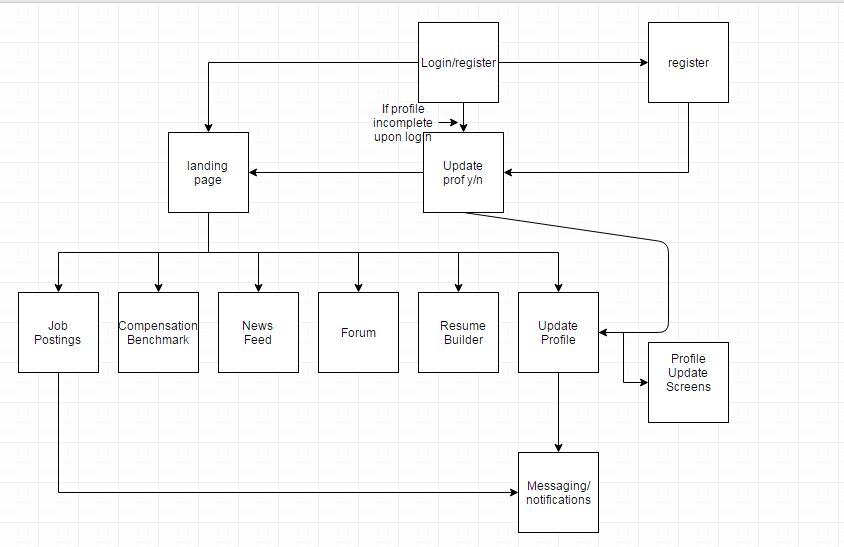 Login/register
register
If profile
incomplete
upon login
landing
page
Update
prof y/n
Job
Postings
Compensation
Benchmark
News
Feed
Forum
Resume
Builder
Update
Profile
Profile
Update
Screens
Messaging/
notifications